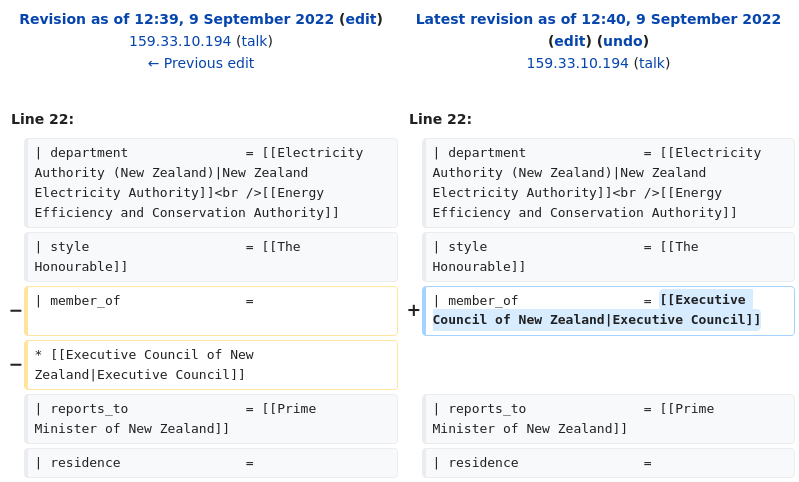 Revision as of 12:39, 9 September 2022 (edit)
159.33.10.194 (talk)
← Previous edit
Latest revision as of 12:40, 9 September 2022
(edit) (undo)
159.33.10.194 (talk)
Line 22:
Line 22:
| department               = [[Electricity
Authority (New Zealand)|New Zealand
Electricity Authority]]<br />[[Energy
Efficiency and Conservation Authority]]
| department               = [[Electricity
Authority (New Zealand)|New Zealand
Electricity Authority]]<br />[[Energy
Efficiency and Conservation Authority]]
| style                    = [[The
Honourable]]
| style                    = [[The
Honourable]]
−
| member_of                =
+
| member_of                = [[Executive
Council of New Zealand|Executive Council]]
−
* [[Executive Council of New
Zealand|Executive Council]]
| reports_to               = [[Prime
Minister of New Zealand]]
| reports_to               = [[Prime
Minister of New Zealand]]
| residence                =
| residence                =